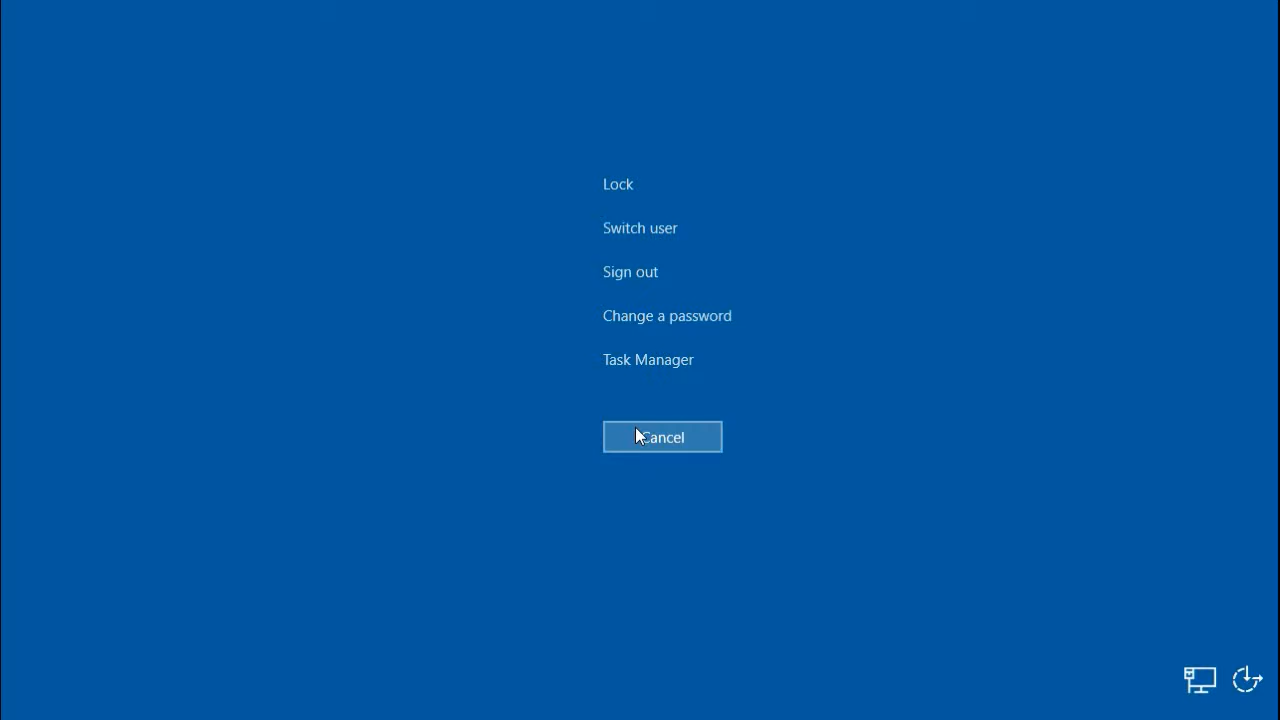 Lock
Switch user
Sign out
Change a password
Task Manager
Cancel